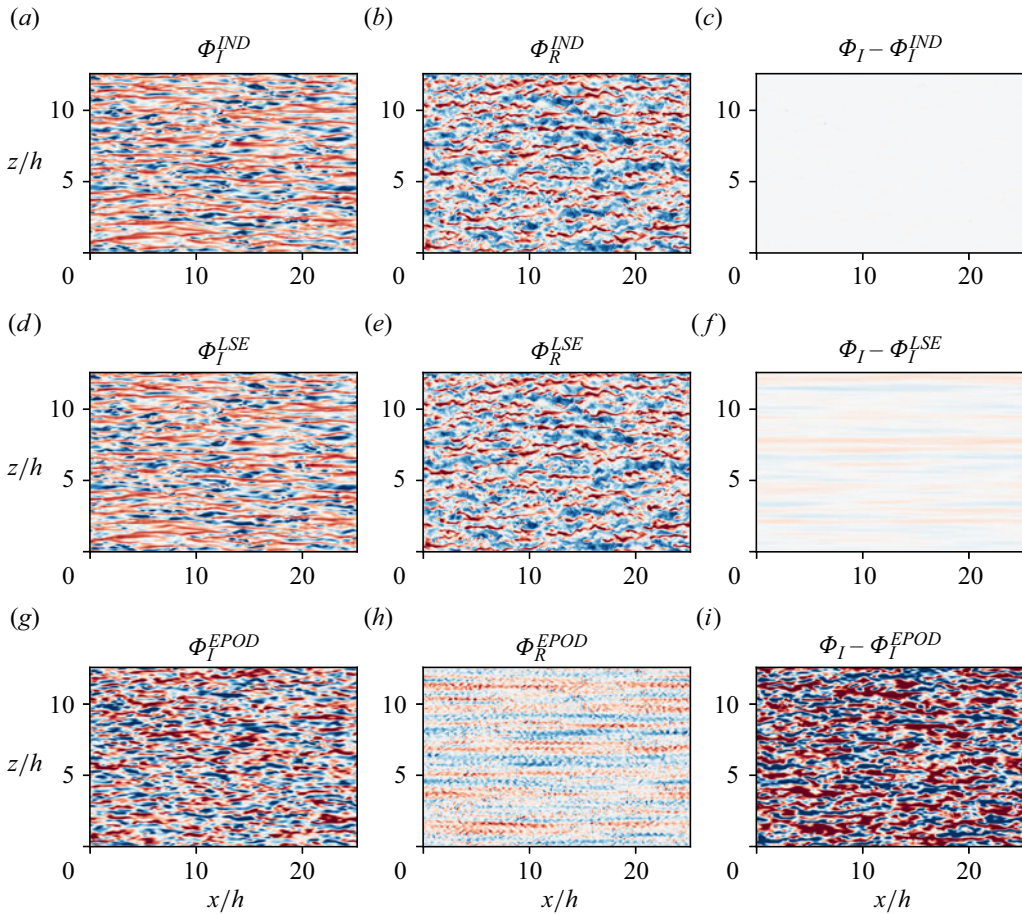 (a) (b) (c)
Φ_I^{IND} Φ_R^{IND} Φ_I − Φ_I^{IND}
10 10 10
z/h
5 5 5
0 10 20 0 10 20 0 10 20
(d) (e) (f)
Φ_I^{LSE} Φ_R^{LSE} Φ_I − Φ_I^{LSE}
10 10 10
z/h
5 5 5
0 10 20 0 10 20 0 10 20
(g) (h) (i)
Φ_I^{EPOD} Φ_R^{EPOD} Φ_I − Φ_I^{EPOD}
10 10 10
z/h
5 5 5
0 10 20 0 10 20 0 10 20
x/h x/h x/h